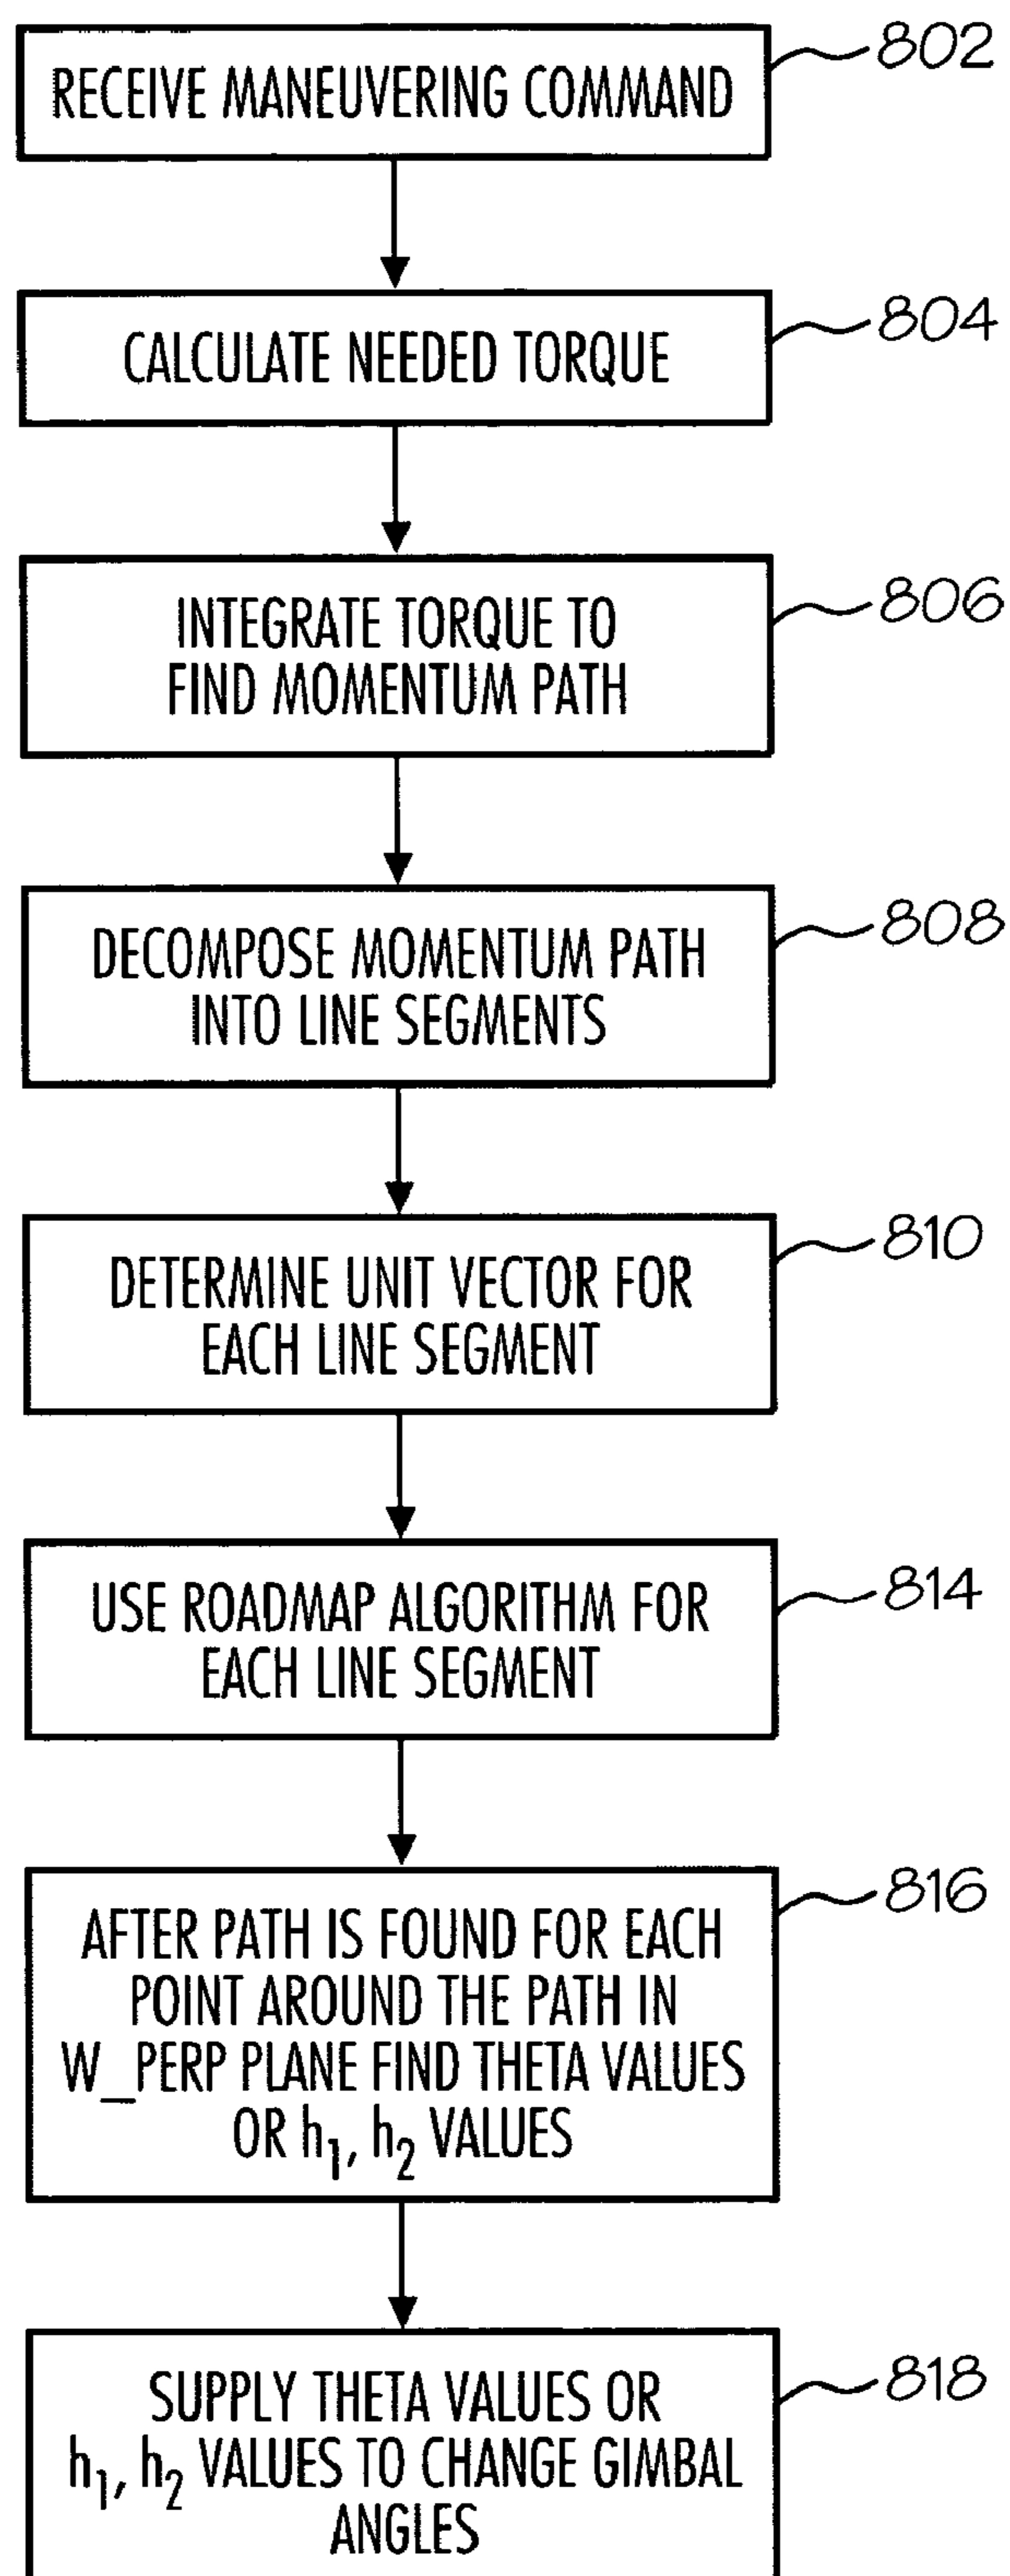 RECEIVE MANEUVERING COMMAND
802
CALCULATE NEEDED TORQUE
804
INTEGRATE TORQUE TO
FIND MOMENTUM PATH
806
DECOMPOSE MOMENTUM PATH
INTO LINE SEGMENTS
808
DETERMINE UNIT VECTOR FOR
EACH LINE SEGMENT
810
USE ROADMAP ALGORITHM FOR
EACH LINE SEGMENT
814
AFTER PATH IS FOUND FOR EACH
POINT AROUND THE PATH IN
W_PERP PLANE FIND THETA VALUES
OR h1, h2 VALUES
816
SUPPLY THETA VALUES OR
h1, h2 VALUES TO CHANGE GIMBAL
ANGLES
818